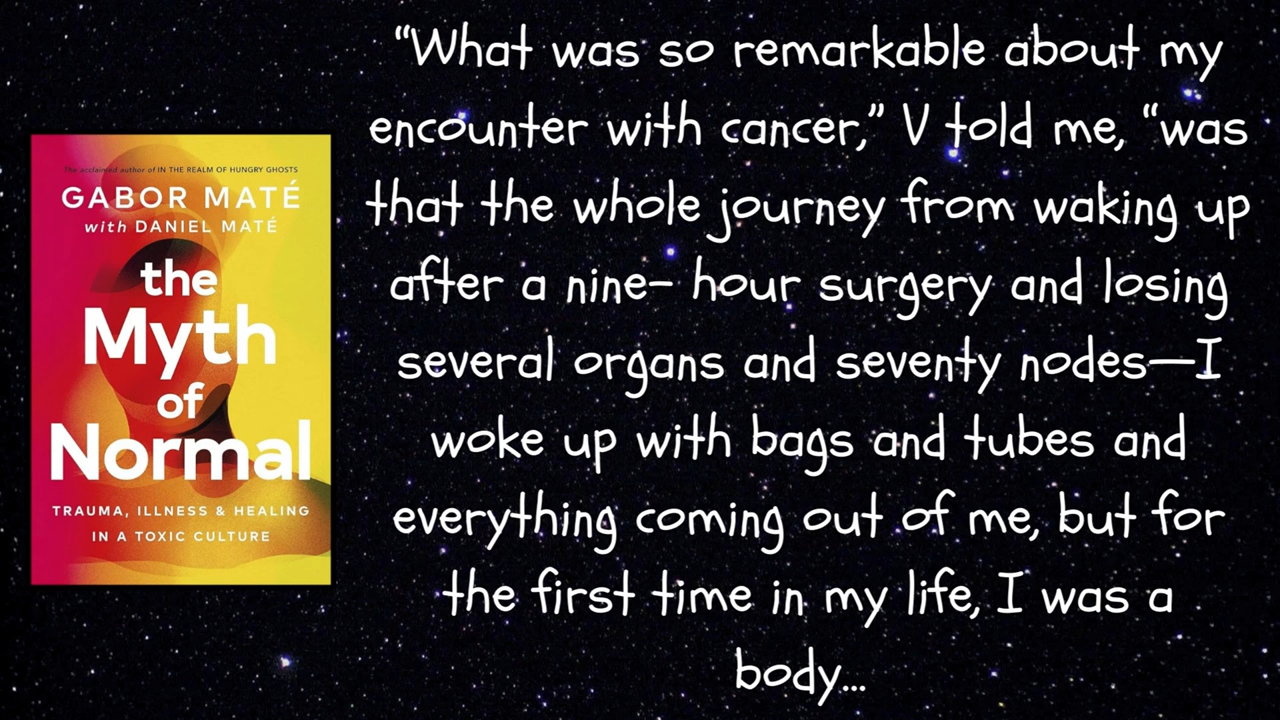 The acclaimed author of IN THE REALM OF HUNGRY GHOSTS
GABOR MATÉ
with DANIEL MATÉ
the
Myth
of
Normal
TRAUMA, ILLNESS & HEALING
IN A TOXIC CULTURE
“What was so remarkable about my
encounter with cancer,” V told me, “was
that the whole journey from waking up
after a nine- hour surgery and losing
several organs and seventy nodes—I
woke up with bags and tubes and
everything coming out of me, but for
the first time in my life, I was a
body...